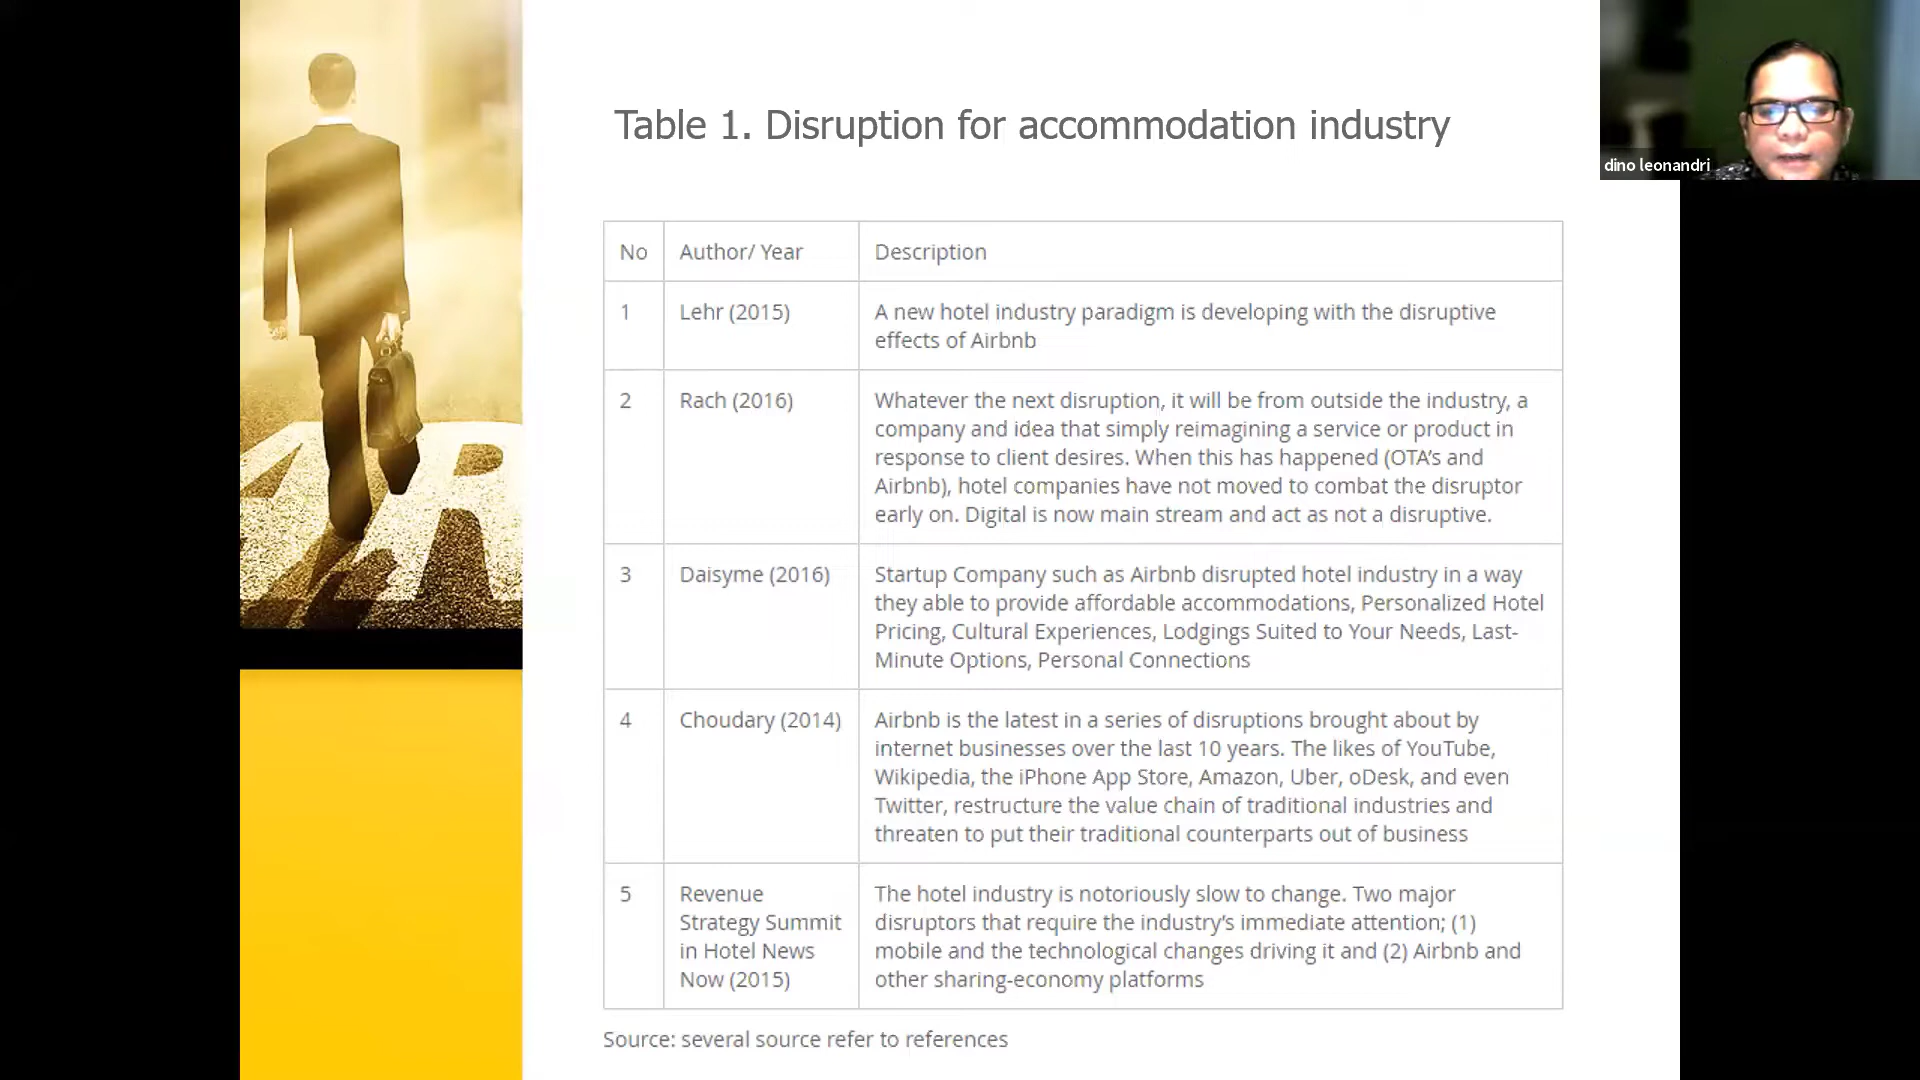 Table 1. Disruption for accommodation industry
dino leonandri
No Author/ Year Description
1 Lehr (2015) A new hotel industry paradigm is developing with the disruptive
effects of Airbnb
2 Rach (2016) Whatever the next disruption, it will be from outside the industry, a
company and idea that simply reimagining a service or product in
response to client desires. When this has happened (OTA’s and
Airbnb), hotel companies have not moved to combat the disruptor
early on. Digital is now main stream and act as not a disruptive.
3 Daisyme (2016) Startup Company such as Airbnb disrupted hotel industry in a way
they able to provide affordable accommodations, Personalized Hotel
Pricing, Cultural Experiences, Lodgings Suited to Your Needs, Last-
Minute Options, Personal Connections
4 Choudary (2014) Airbnb is the latest in a series of disruptions brought about by
internet businesses over the last 10 years. The likes of YouTube,
Wikipedia, the iPhone App Store, Amazon, Uber, oDesk, and even
Twitter, restructure the value chain of traditional industries and
threaten to put their traditional counterparts out of business
5 Revenue The hotel industry is notoriously slow to change. Two major
Strategy Summit disruptors that require the industry’s immediate attention; (1)
in Hotel News mobile and the technological changes driving it and (2) Airbnb and
Now (2015) other sharing-economy platforms
Source: several source refer to references